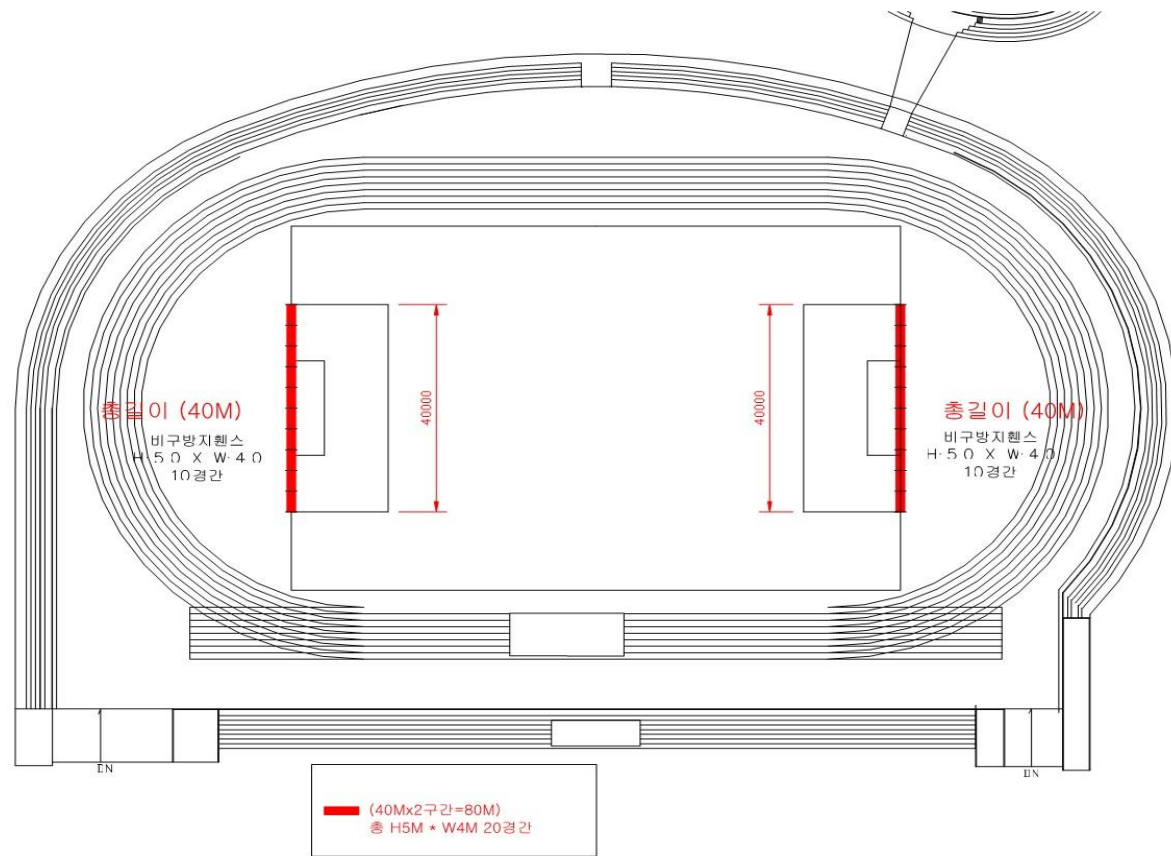 40000
40000
총길이 (40M)
비구방지휀스
H·5.0 X W·4.0
10경간
총길이 (40M)
비구방지휀스
H·5.0 X W·4.0
10경간
DN
DN
(40Mx2구간=80M)
총 H5M * W4M 20경간